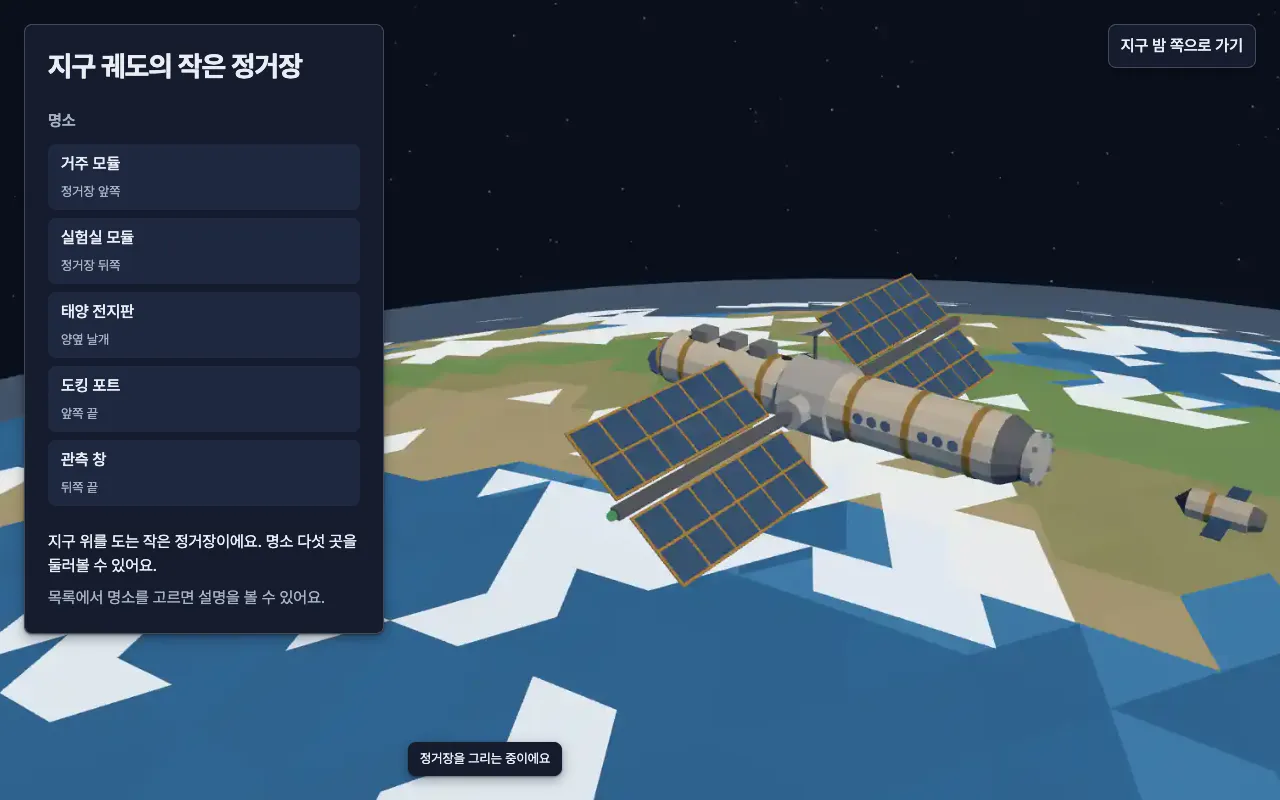 지구 궤도의 작은 정거장
지구 밤 쪽으로 가기
명소
거주 모듈
정거장 앞쪽
실험실 모듈
정거장 뒤쪽
태양 전지판
양옆 날개
도킹 포트
앞쪽 끝
관측 창
뒤쪽 끝
지구 위를 도는 작은 정거장이에요. 명소 다섯 곳을
둘러볼 수 있어요.
목록에서 명소를 고르면 설명을 볼 수 있어요.
정거장을 그리는 중이에요